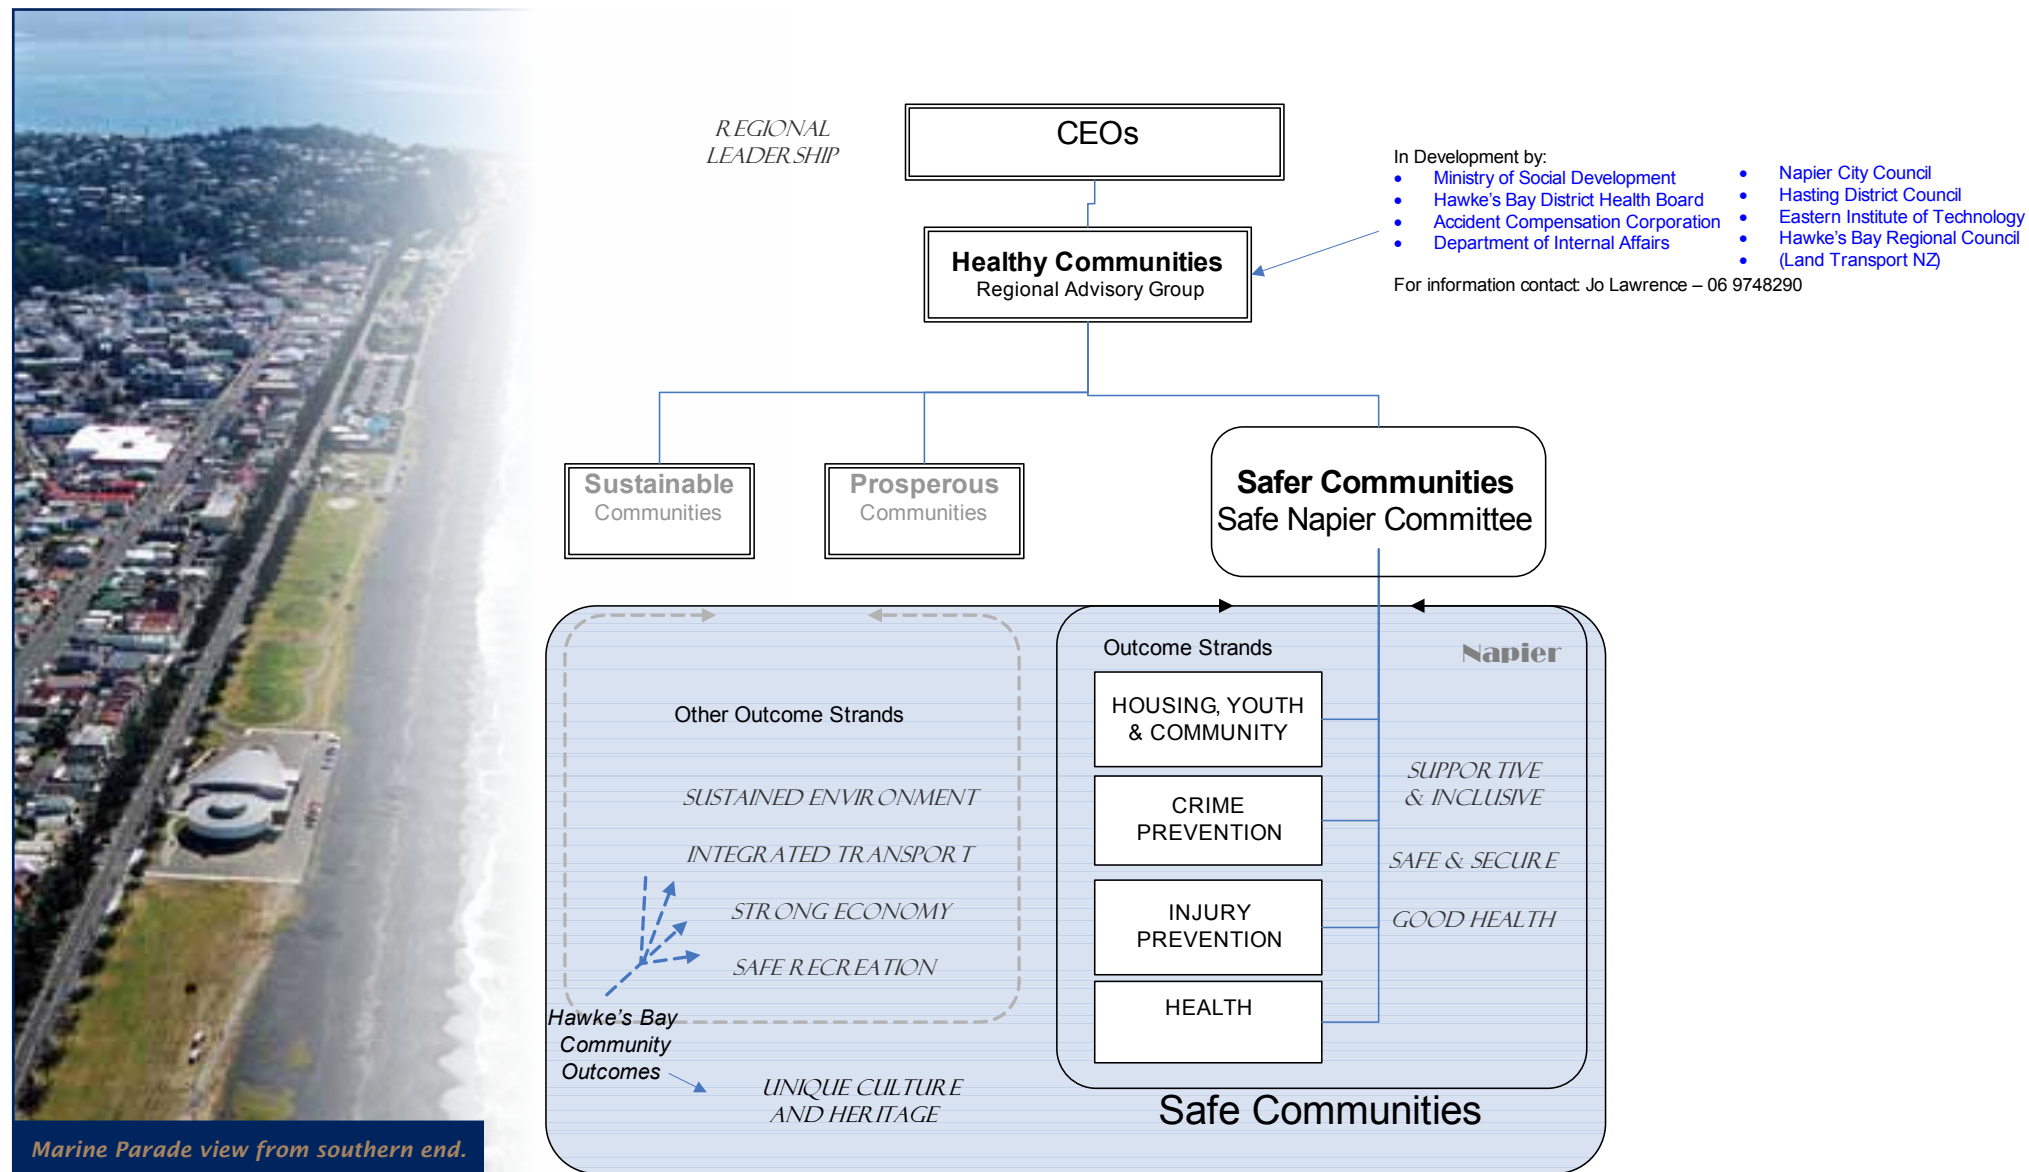 REGIONAL
LEADERSHIP
CEOs
In Development by:
• Ministry of Social Development
• Hawke's Bay District Health Board
• Accident Compensation Corporation
• Department of Internal Affairs
• Napier City Council
• Hasting District Council
• Eastern Institute of Technology
• Hawke's Bay Regional Council
• (Land Transport NZ)
For information contact: Jo Lawrence – 06 9748290
Healthy Communities
Regional Advisory Group
Sustainable
Communities
Prosperous
Communities
Safer Communities
Safe Napier Committee
Other Outcome Strands
SUSTAINED ENVIRONMENT
INTEGRATED TRANSPORT
STRONG ECONOMY
SAFE RECREATION
Hawke's Bay
Community
Outcomes
UNIQUE CULTURE
AND HERITAGE
Outcome Strands
Napier
HOUSING, YOUTH
& COMMUNITY
CRIME
PREVENTION
INJURY
PREVENTION
HEALTH
SUPPORTIVE
& INCLUSIVE
SAFE & SECURE
GOOD HEALTH
Safe Communities
Marine Parade view from southern end.